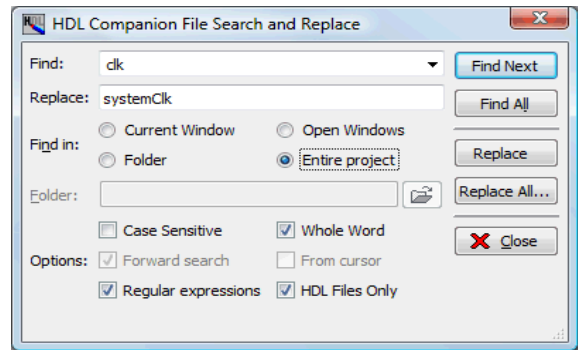 HDL Companion File Search and Replace
Find: clk Find Next
Replace: systemClk Find All
Find in: Current Window Open Windows
Folder Entire project Replace
Folder: Replace All...
Case Sensitive Whole Word Close
Options: Forward search From cursor
Regular expressions HDL Files Only